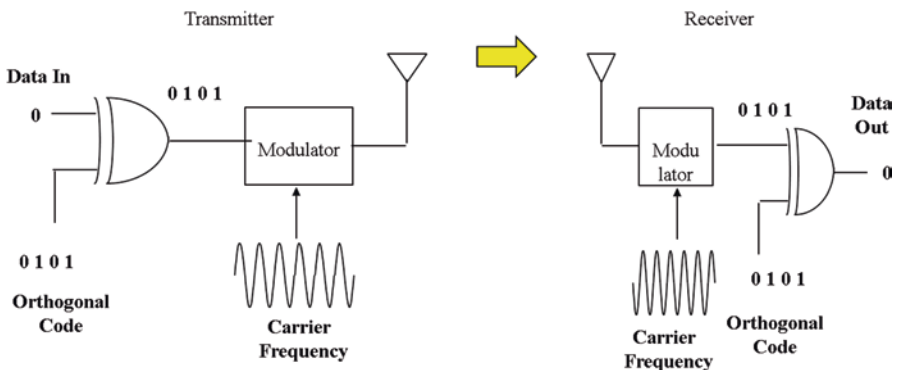 Transmitter
Data In
0
0 1 0 1
Modulator
0 1 0 1
Orthogonal
Code
Carrier
Frequency
Receiver
Modu
lator
0 1 0 1
Data
Out
0
0 1 0 1
Orthogonal
Code
Carrier
Frequency